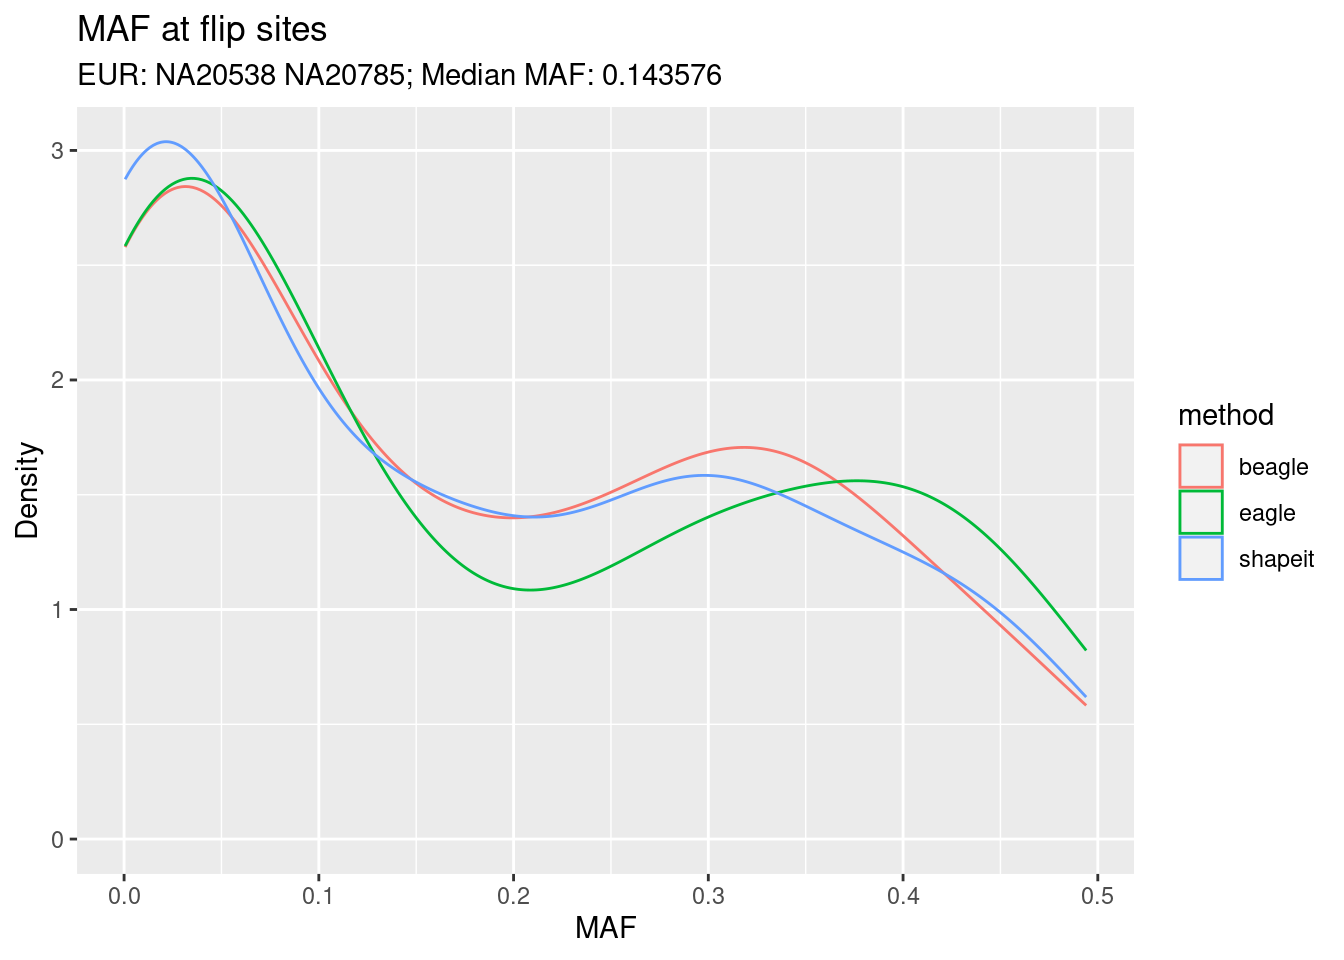 MAF at flip sites
EUR: NA20538 NA20785; Median MAF: 0.143576
3
2
1
0
Density
0.0 0.1 0.2 0.3 0.4 0.5
MAF
method
beagle
eagle
shapeit